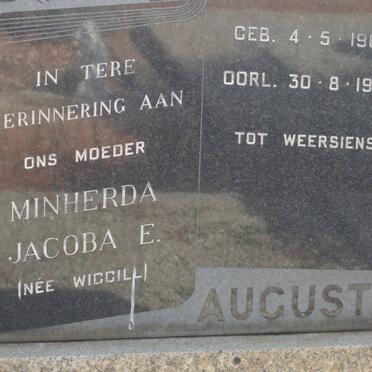 IN TERE
ERINNERING AAN
ONS MOEDER
MINHERDA
JACOBA E.
(NÉE WIGGILL)
GEB. 4·5·19
OORL. 30·8·19
TOT WEERSIENS
AUGUST